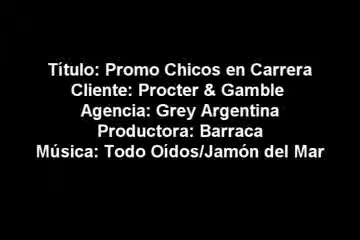 Título: Promo Chicos en Carrera
Cliente: Procter & Gamble
Agencia: Grey Argentina
Productora: Barraca
Música: Todo Oídos/Jamón del Mar